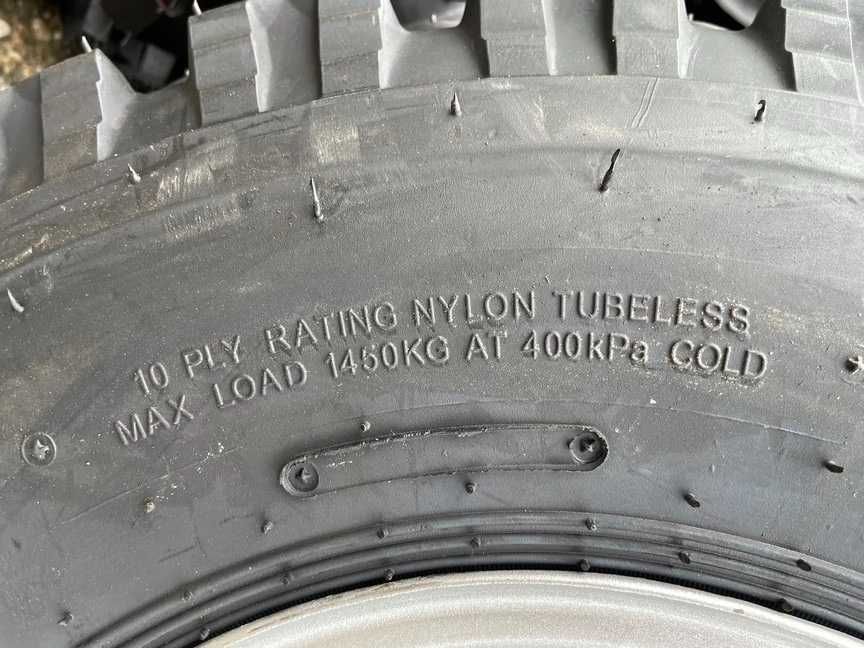 10 PLY RATING NYLON TUBELESS
MAX LOAD 1450KG AT 400kPa COLD